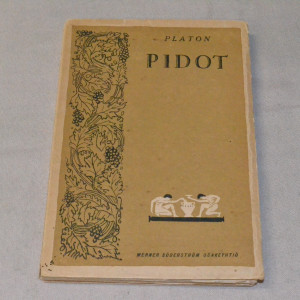 PLATON
PIDOT
WERNER SÖDERSTRÖM OSAKEYHTIÖ